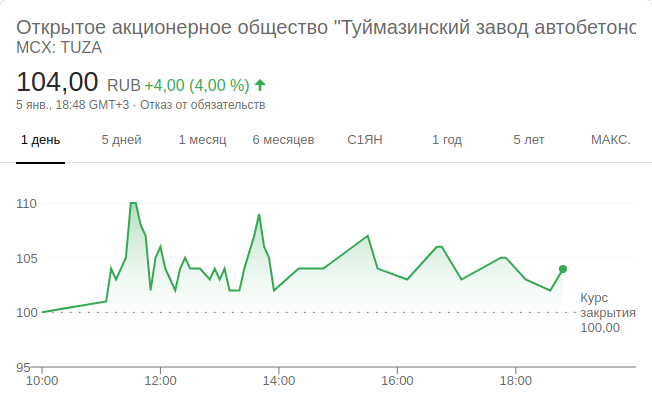 Открытое акционерное общество "Туймазинский завод автобетоно
MCX: TUZA
104,00 RUB +4,00 (4,00 %)
5 янв., 18:48 GMT+3 · Отказ от обязательств
1 день 5 дней 1 месяц 6 месяцев С1ЯН 1 год 5 лет МАКС.
110
105
100
Курс
закрытия
100,00
95
10:00 12:00 14:00 16:00 18:00